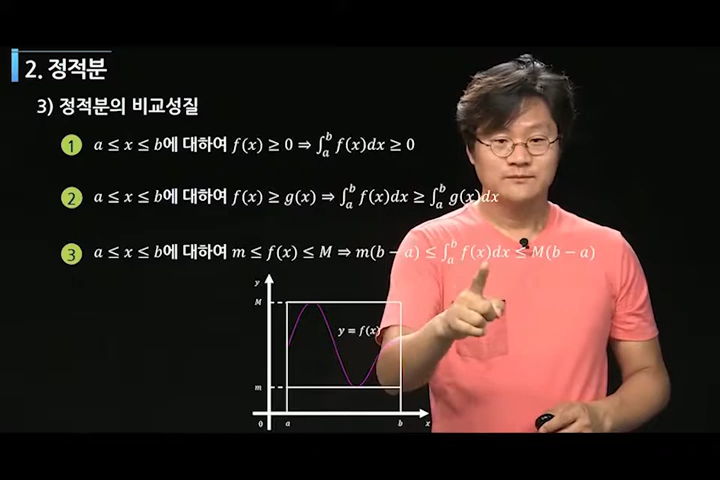 2. 정적분
3) 정적분의 비교성질
1 a ≤ x ≤ b에 대하여 f(x) ≥ 0 ⇒ ∫_a^b f(x)dx ≥ 0
2 a ≤ x ≤ b에 대하여 f(x) ≥ g(x) ⇒ ∫_a^b f(x)dx ≥ ∫_a^b g(x)dx
3 a ≤ x ≤ b에 대하여 m ≤ f(x) ≤ M ⇒ m(b − a) ≤ ∫_a^b f(x)dx ≤ M(b − a)
y
M
y = f(x)
m
0 a b x